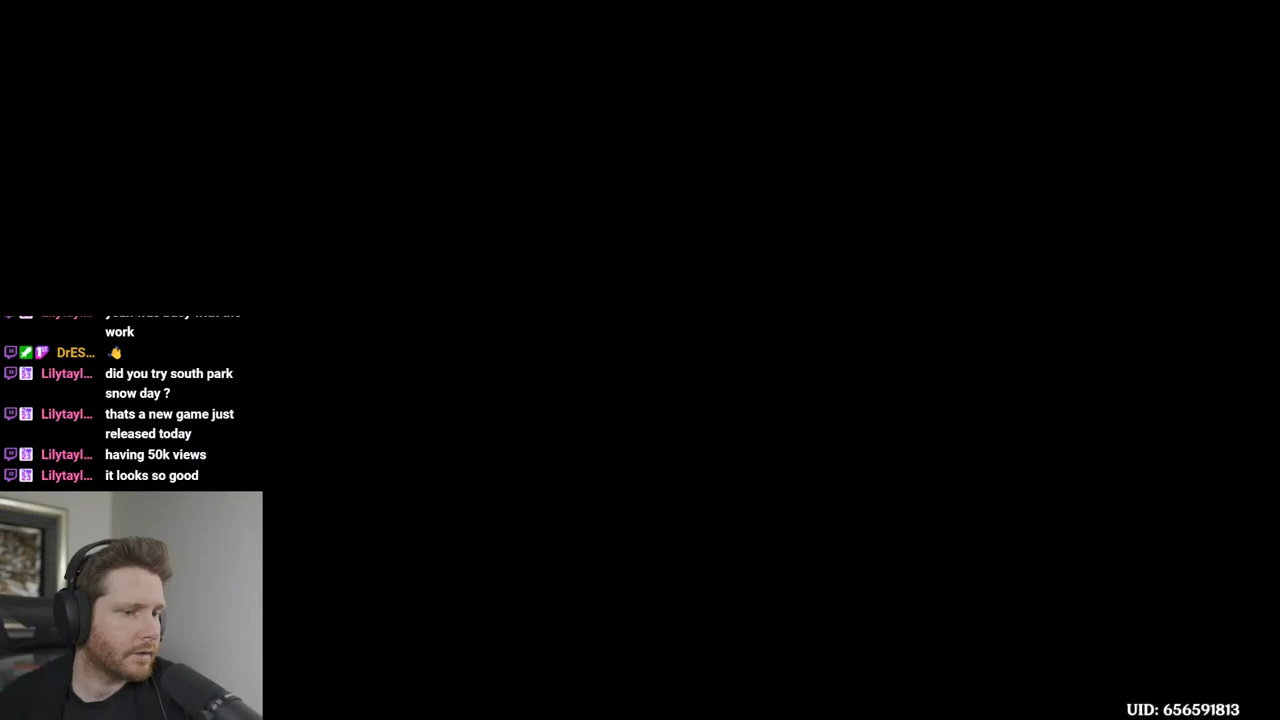 work
DrES... 👋
Lilytayl... did you try south park
snow day ?
Lilytayl... thats a new game just
released today
Lilytayl... having 50k views
Lilytayl... it looks so good
UID: 656591813